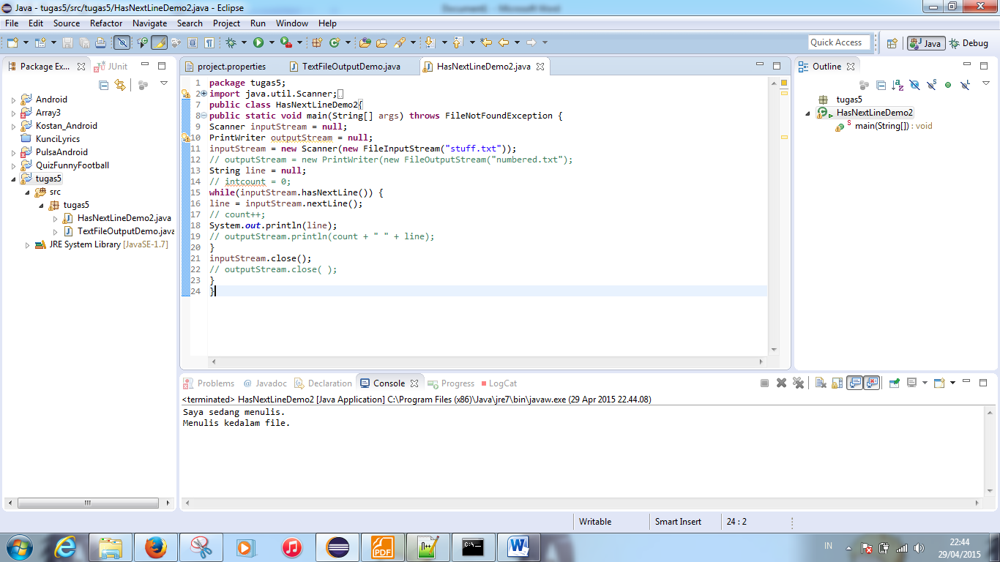 Java - tugas5/src/tugas5/HasNextLineDemo2.java - Eclipse
Document1 - Microsoft Word
File Edit Source Refactor Navigate Search Project Run Window Help
Quick Access Java Debug
Package Ex... JUnit
Android
Array3
Kostan_Android
KunciLyrics
PulsaAndroid
QuizFunnyFootball
tugas5
src
tugas5
HasNextLineDemo2.java
TextFileOutputDemo.java
JRE System Library [JavaSE-1.7]
project.properties TextFileOutputDemo.java HasNextLineDemo2.java
1 package tugas5;
2 import java.util.Scanner;
7 public class HasNextLineDemo2{
8 public static void main(String[] args) throws FileNotFoundException {
9 Scanner inputStream = null;
10 PrintWriter outputStream = null;
11 inputStream = new Scanner(new FileInputStream("stuff.txt"));
12 // outputStream = new PrintWriter(new FileOutputStream("numbered.txt");
13 String line = null;
14 // intcount = 0;
15 while(inputStream.hasNextLine()) {
16 line = inputStream.nextLine();
17 // count++;
18 System.out.println(line);
19 // outputStream.println(count + " " + line);
20 }
21 inputStream.close();
22 // outputStream.close( );
23 }
24 }
Outline
tugas5
HasNextLineDemo2
main(String[]) : void
Problems @ Javadoc Declaration Console Progress LogCat
<terminated> HasNextLineDemo2 [Java Application] C:\Program Files (x86)\Java\jre7\bin\javaw.exe (29 Apr 2015 22.44.08)
Saya sedang menulis.
Menulis kedalam file.
Writable Smart Insert 24 : 2
PDF
IN
22:44
29/04/2015